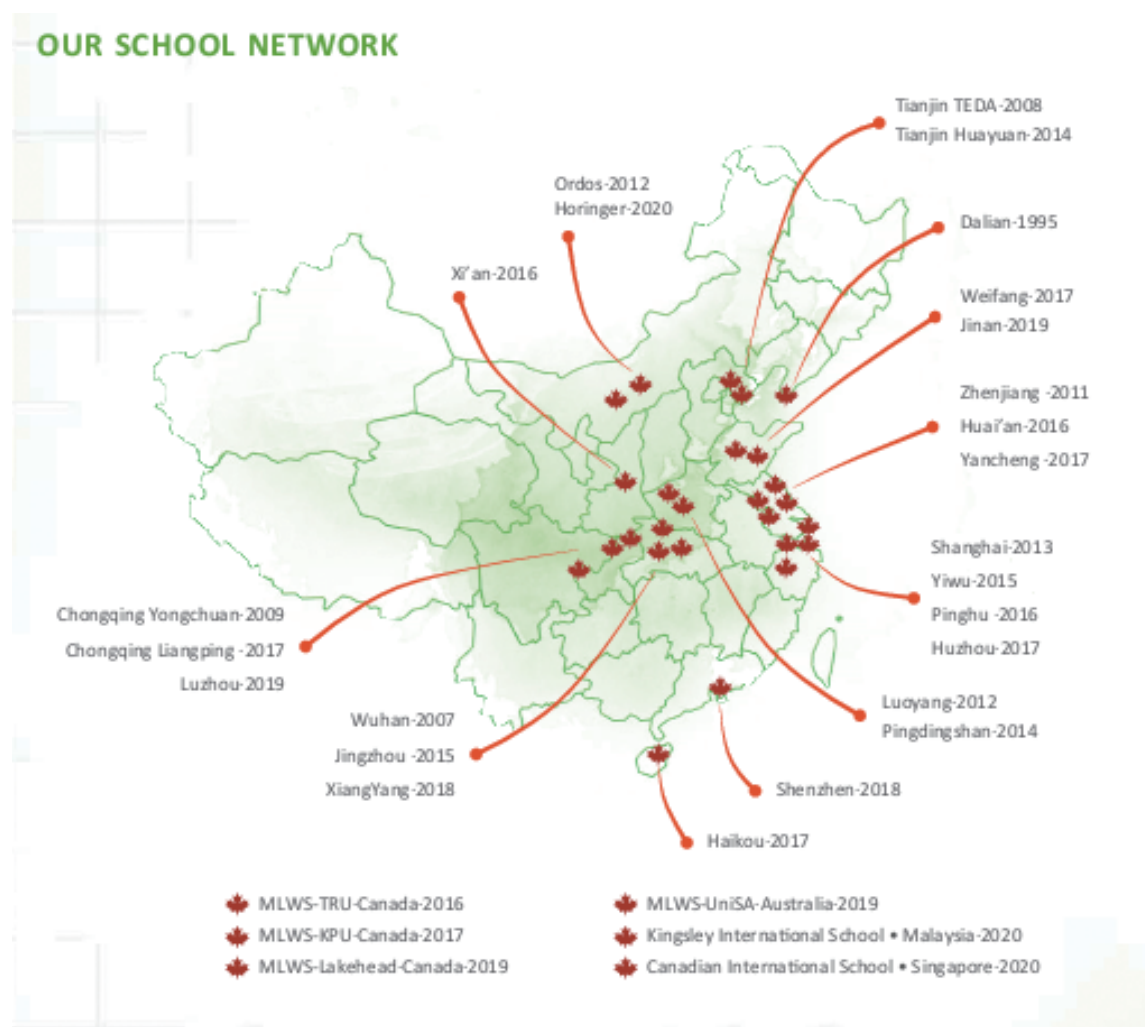 OUR SCHOOL NETWORK
Tianjin TEDA-2008
Tianjin Huayuan-2014
Ordos-2012
Horinger-2020
Dalian-1995
Xi'an-2016
Weifang-2017
Jinan-2019
Zhenjiang -2011
Huai'an-2016
Yancheng -2017
Shanghai-2013
Yiwu-2015
Pinghu -2016
Huzhou-2017
Chongqing Yongchuan-2009
Chongqing Liangping -2017
Luzhou-2019
Luoyang-2012
Pingdingshan-2014
Wuhan-2007
Jingzhou -2015
XiangYang-2018
Shenzhen-2018
Haikou-2017
MLWS-TRU-Canada-2016
MLWS-KPU-Canada-2017
MLWS-Lakehead-Canada-2019
MLWS-UniSA-Australia-2019
Kingsley International School • Malaysia-2020
Canadian International School • Singapore-2020